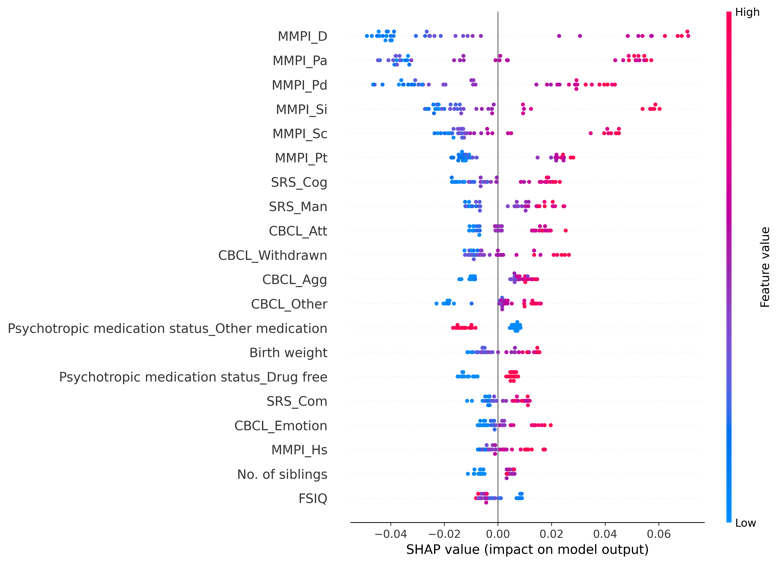 High
MMPI_D
MMPI_Pa
MMPI_Pd
MMPI_Si
MMPI_Sc
MMPI_Pt
SRS_Cog
SRS_Man
CBCL_Att
CBCL_Withdrawn
CBCL_Agg
CBCL_Other
Psychotropic medication status_Other medication
Birth weight
Psychotropic medication status_Drug free
SRS_Com
CBCL_Emotion
MMPI_Hs
No. of siblings
FSIQ
Feature value
Low
−0.04 −0.02 0.00 0.02 0.04 0.06
SHAP value (impact on model output)